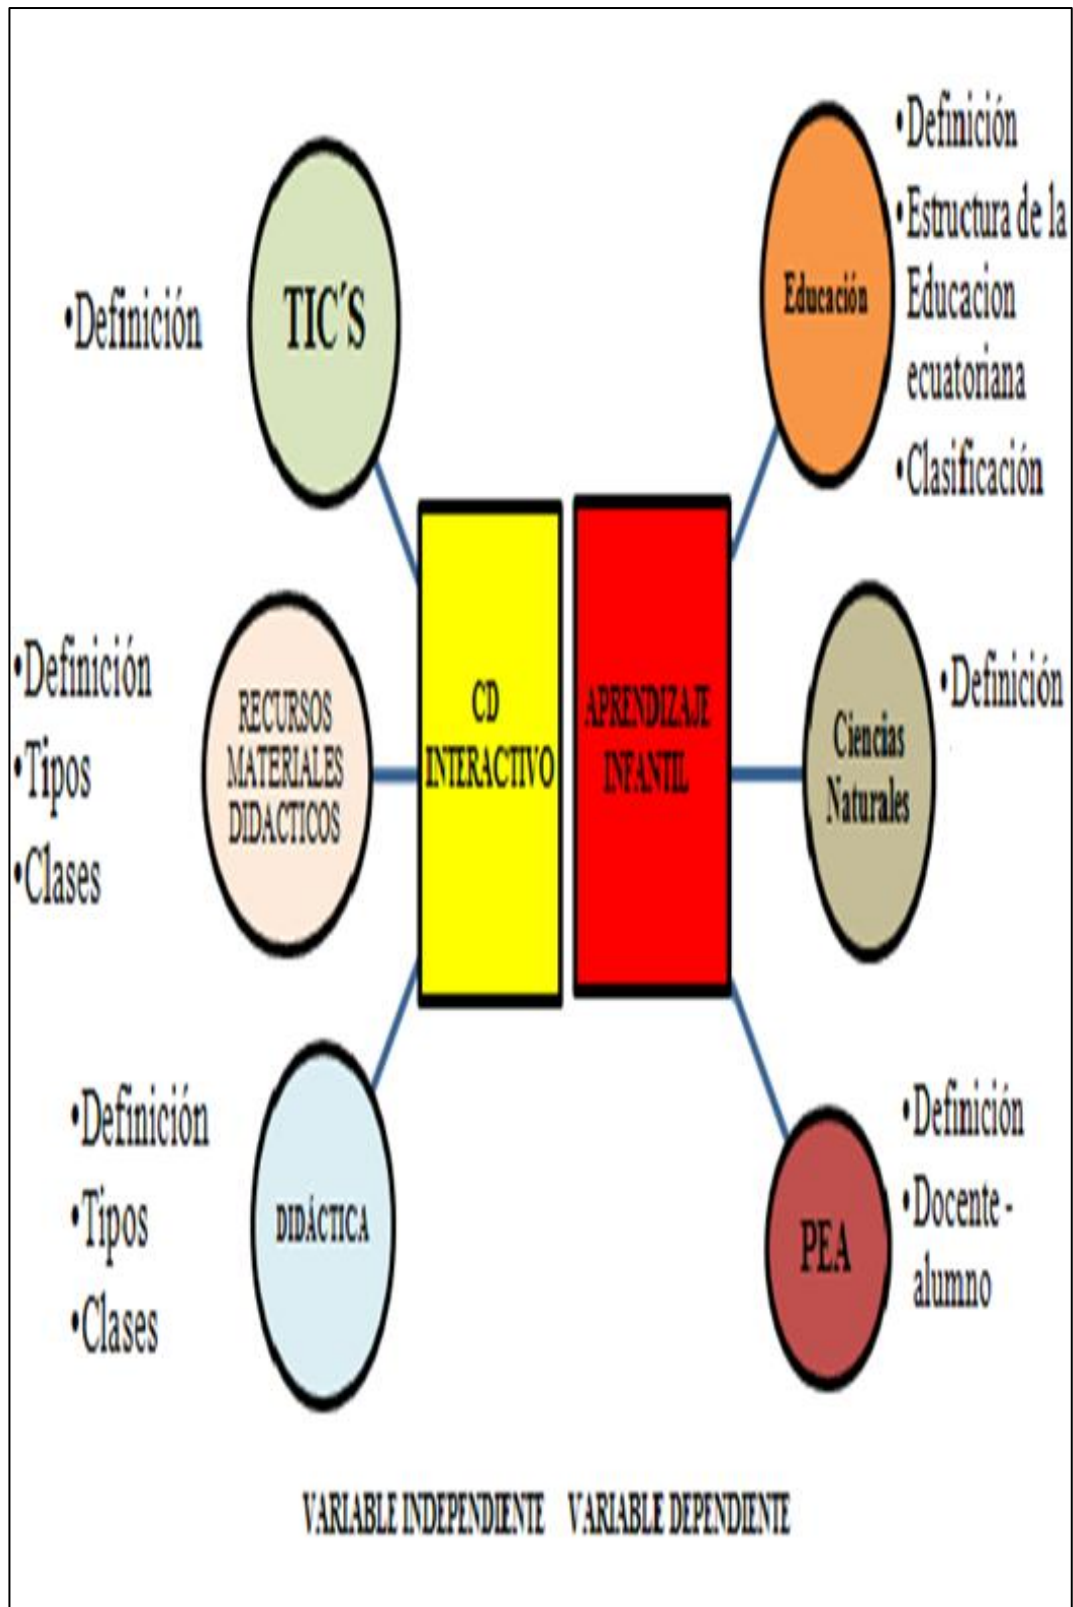 •Definición
TIC´S
•Definición
•Tipos
•Clases
RECURSOS
MATERIALES
DIDACTICOS
•Definición
•Tipos
•Clases
DIDÁCTICA
CD
INTERACTIVO
APRENDIZAJE
INFANTIL
Educación
•Definición
•Estructura de la
Educacion
ecuatoriana
•Clasificación
Ciencias
Naturales
•Definición
PEA
•Definición
•Docente -
alumno
VARIABLE INDEPENDIENTE
VARIABLE DEPENDIENTE